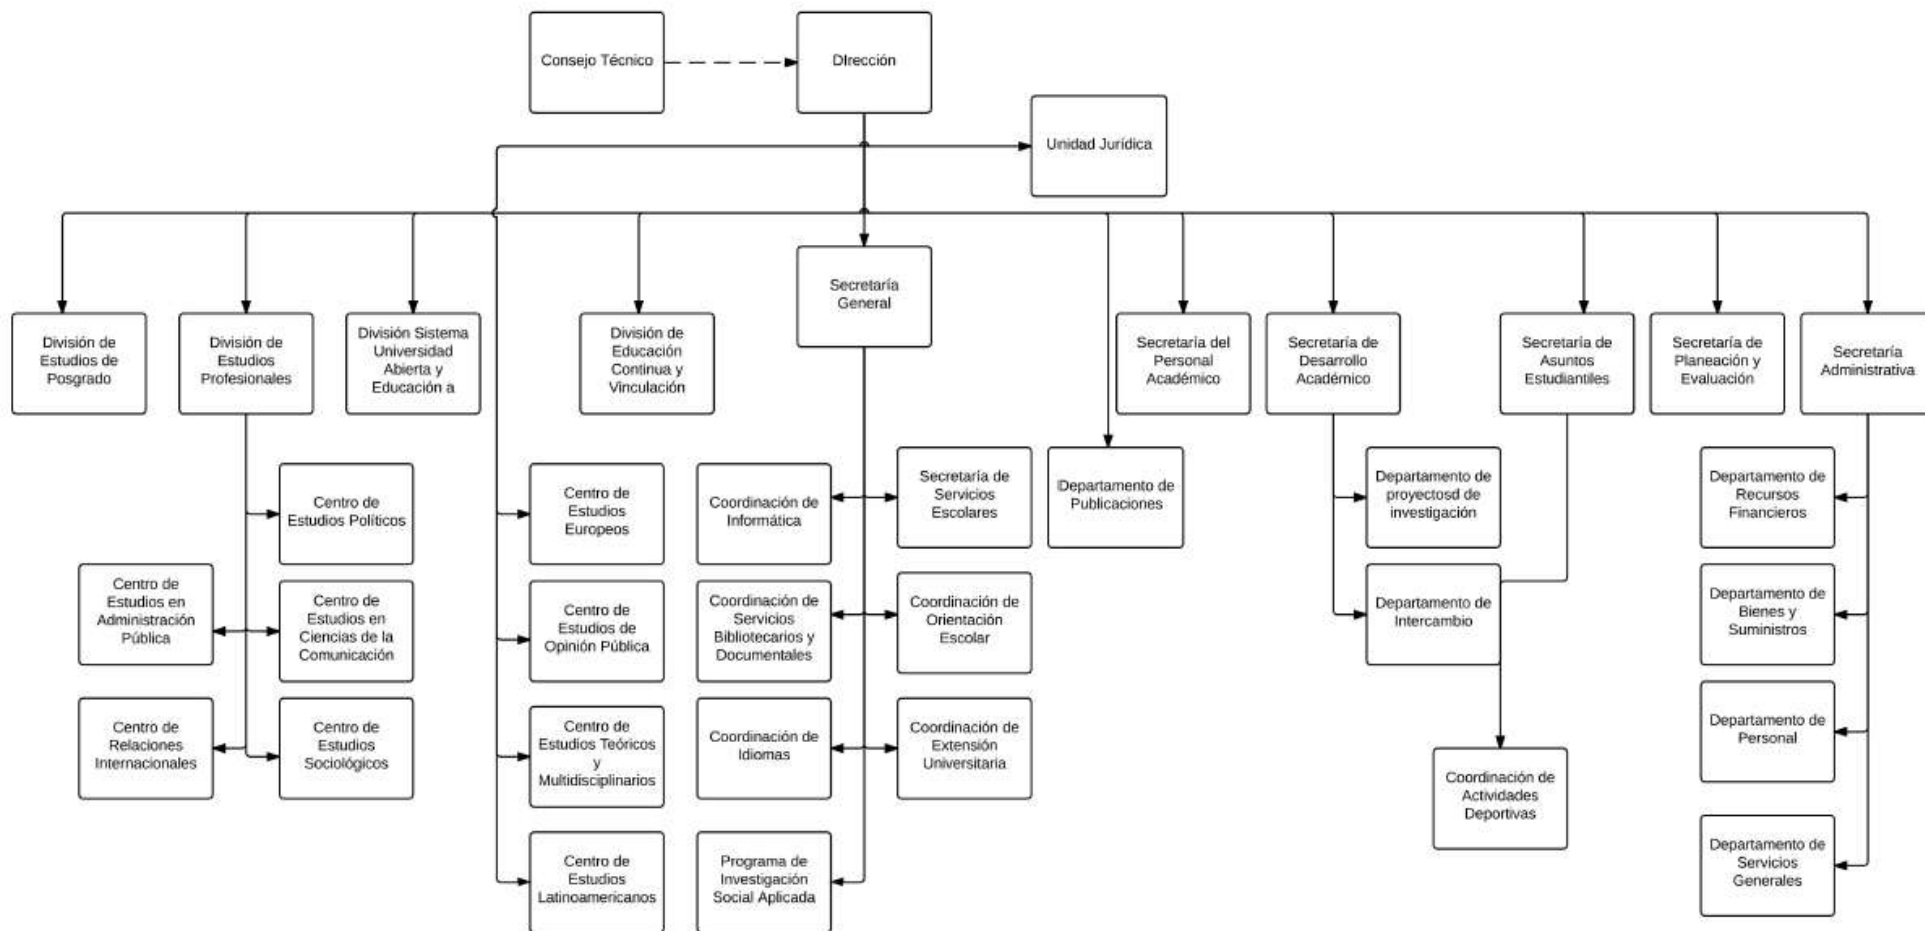 Consejo Técnico
DIrección
Unidad Jurídica
Secretaría
General
División de
Estudios de
Posgrado
División de
Estudios
Profesionales
División Sistema
Universidad
Abierta y
Educación a
División de
Educación
Continua y
Vinculación
Secretaría del
Personal
Académico
Secretaría de
Desarrollo
Académico
Secretaría de
Asuntos
Estudiantiles
Secretaría de
Planeación y
Evaluación
Secretaría
Administrativa
Centro de
Estudios Políticos
Centro de
Estudios
Europeos
Coordinación de
Informática
Secretaría de
Servicios
Escolares
Departamento de
Publicaciones
Departamento de
proyectosd de
investigación
Departamento de
Recursos
Financieros
Centro de
Estudios en
Administración
Pública
Centro de
Estudios en
Ciencias de la
Comunicación
Centro de
Estudios de
Opinión Pública
Coordinación de
Servicios
Bibliotecarios y
Documentales
Coordinación de
Orientación
Escolar
Departamento de
Intercambio
Departamento de
Bienes y
Suministros
Centro de
Relaciones
Internacionales
Centro de
Estudios
Sociológicos
Centro de
Estudios Teóricos
y
Multidisciplinarios
Coordinación de
Idiomas
Coordinación de
Extensión
Universitaria
Departamento de
Personal
Coordinación de
Actividades
Deportivas
Centro de
Estudios
Latinoamericanos
Programa de
Investigación
Social Aplicada
Departamento de
Servicios
Generales